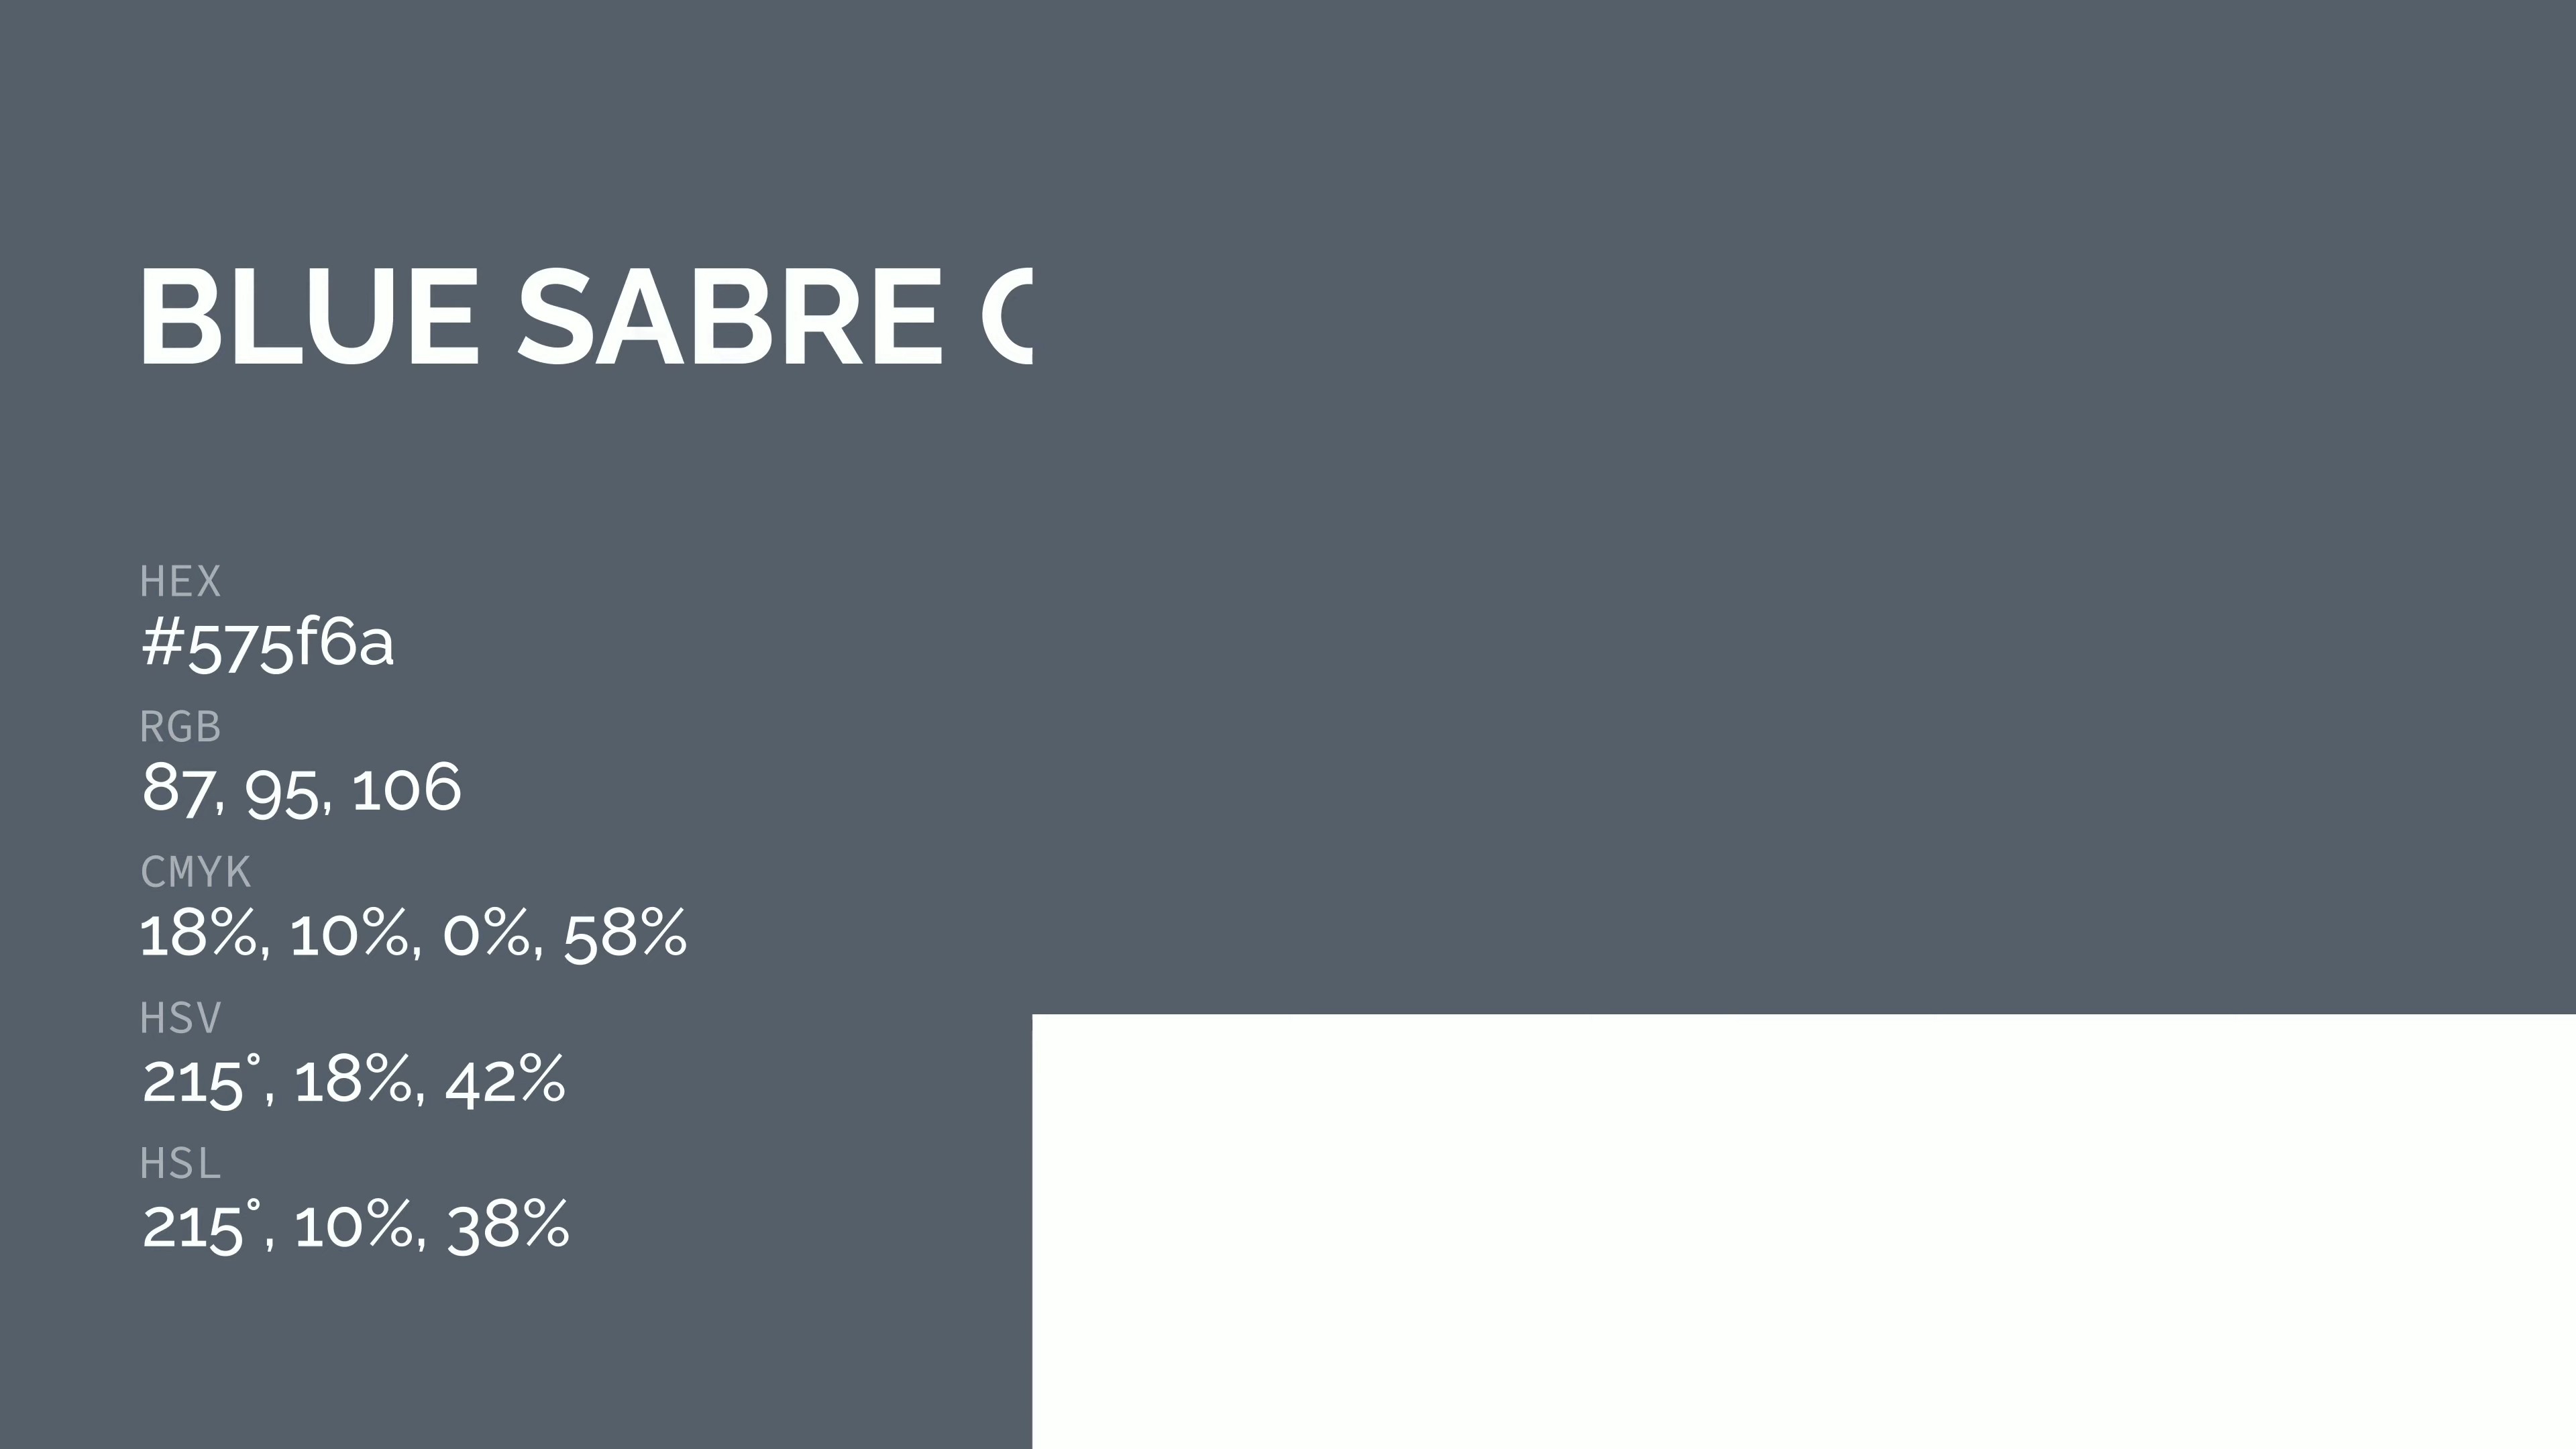 BLUE SABRE
HEX
#575f6a
RGB
87, 95, 106
CMYK
18%, 10%, 0%, 58%
HSV
215°, 18%, 42%
HSL
215°, 10%, 38%